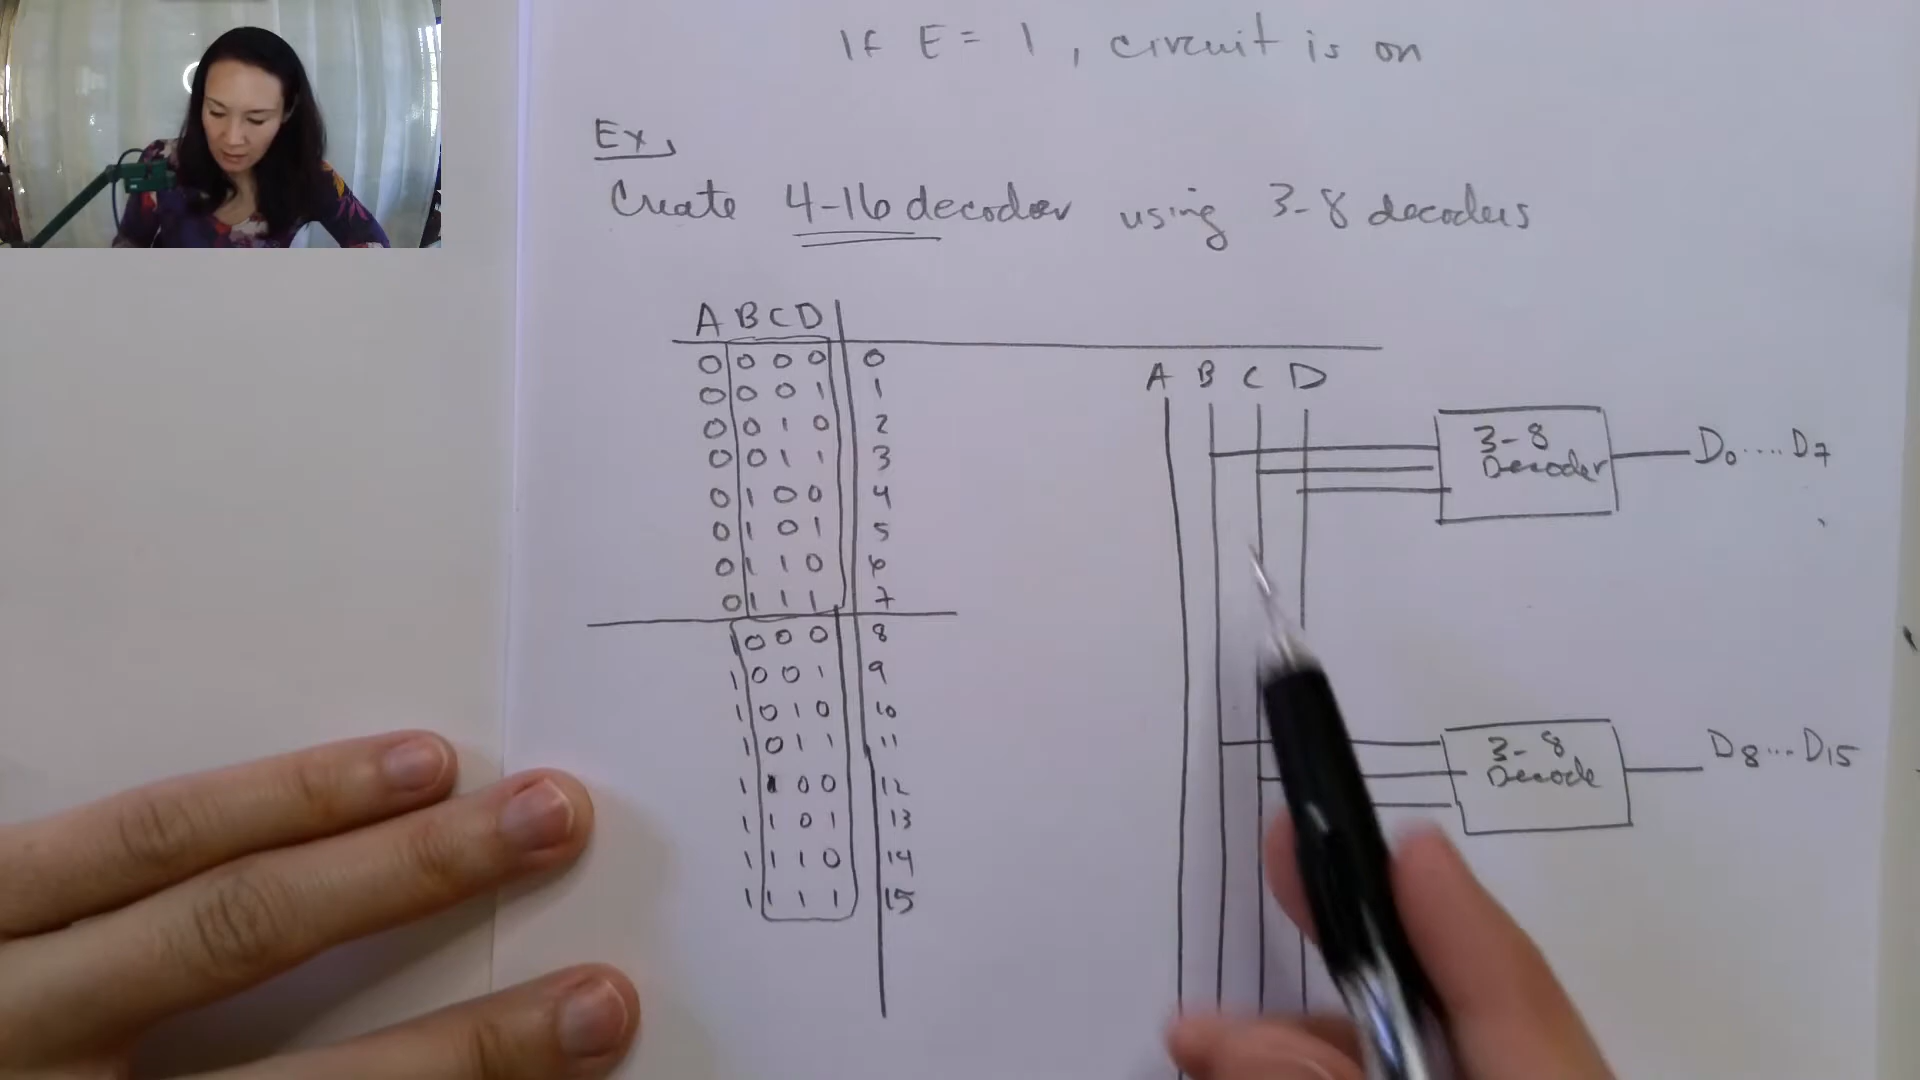 If E = 1, circuit is on
Ex,
Create 4-16 decoder using 3-8 decoders
A B C D
0 0 0 0 0
0 0 0 1 1
0 0 1 0 2
0 0 1 1 3
0 1 0 0 4
0 1 0 1 5
0 1 1 0 6
0 1 1 1 7
1 0 0 0 8
1 0 0 1 9
1 0 1 0 10
1 0 1 1 11
1 1 0 0 12
1 1 0 1 13
1 1 1 0 14
1 1 1 1 15
A B C D
3-8
Decoder
D0....D7
3-8
Decode
D8...D15